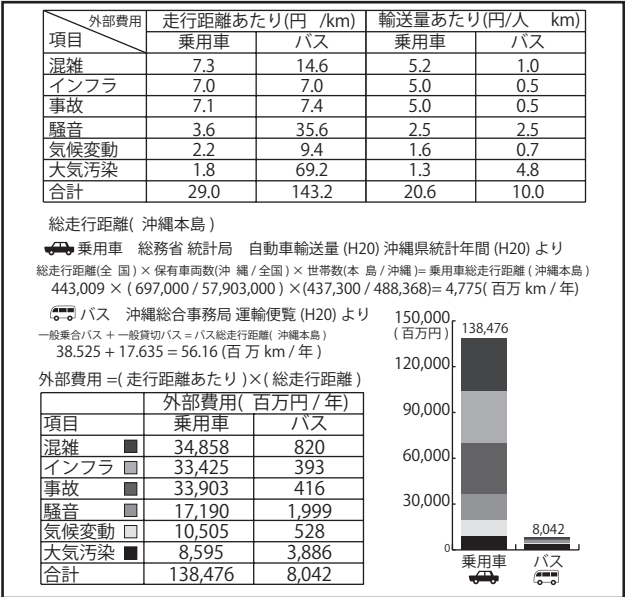 外部費用 走行距離あたり(円 /km) 輸送量あたり(円/人 km)
項目 乗用車 バス 乗用車 バス
混雑 7.3 14.6 5.2 1.0
インフラ 7.0 7.0 5.0 0.5
事故 7.1 7.4 5.0 0.5
騒音 3.6 35.6 2.5 2.5
気候変動 2.2 9.4 1.6 0.7
大気汚染 1.8 69.2 1.3 4.8
合計 29.0 143.2 20.6 10.0
総走行距離( 沖縄本島 )
乗用車 総務省 統計局 自動車輸送量 (H20) 沖縄県統計年間 (H20) より
総走行距離(全 国 ) × 保有車両数(沖 縄 / 全国 ) × 世帯数(本 島 / 沖縄 )= 乗用車総走行距離 ( 沖縄本島 )
443,009 × ( 697,000 / 57,903,000 ) ×(437,300 / 488,368)= 4,775( 百万 km / 年)
バス 沖縄総合事務局 運輸便覧 (H20) より
一般乗合バス + 一般貸切バス = バス総走行距離( 沖縄本島 )
38.525 + 17.635 = 56.16 (百 万 km / 年 )
外部費用 =( 走行距離あたり )×( 総走行距離 )
外部費用( 百万円 / 年)
項目 乗用車 バス
混雑 34,858 820
インフラ 33,425 393
事故 33,903 416
騒音 17,190 1,999
気候変動 10,505 528
大気汚染 8,595 3,886
合計 138,476 8,042
150,000
( 百万円 )
138,476
120,000
90,000
60,000
30,000
8,042
0
乗用車 バス